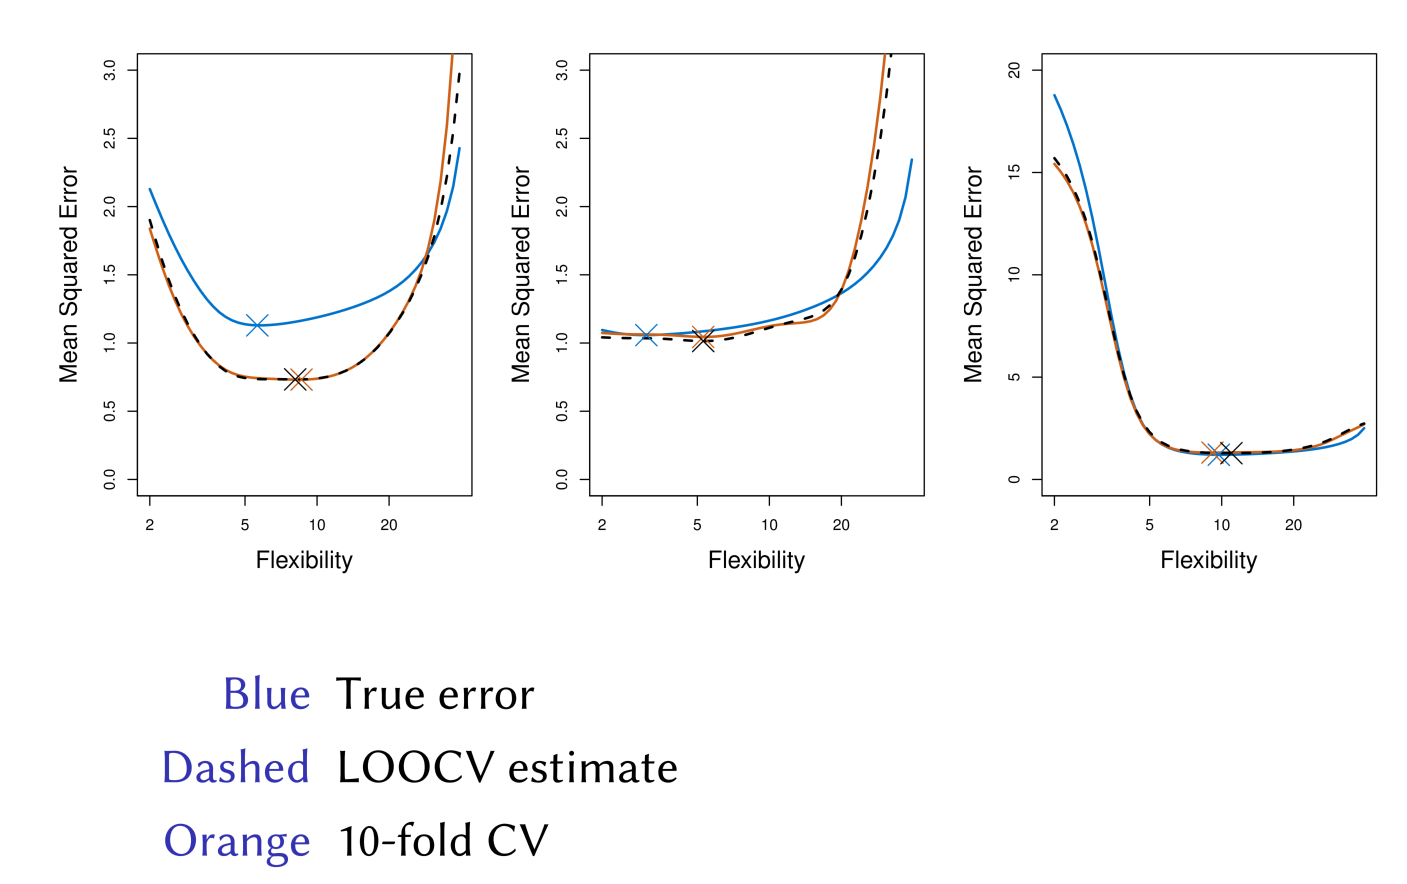 Mean Squared Error
0.0 0.5 1.0 1.5 2.0 2.5 3.0
2 5 10 20
Flexibility
Mean Squared Error
0.0 0.5 1.0 1.5 2.0 2.5 3.0
2 5 10 20
Flexibility
Mean Squared Error
0 5 10 15 20
2 5 10 20
Flexibility
Blue True error
Dashed LOOCV estimate
Orange 10-fold CV